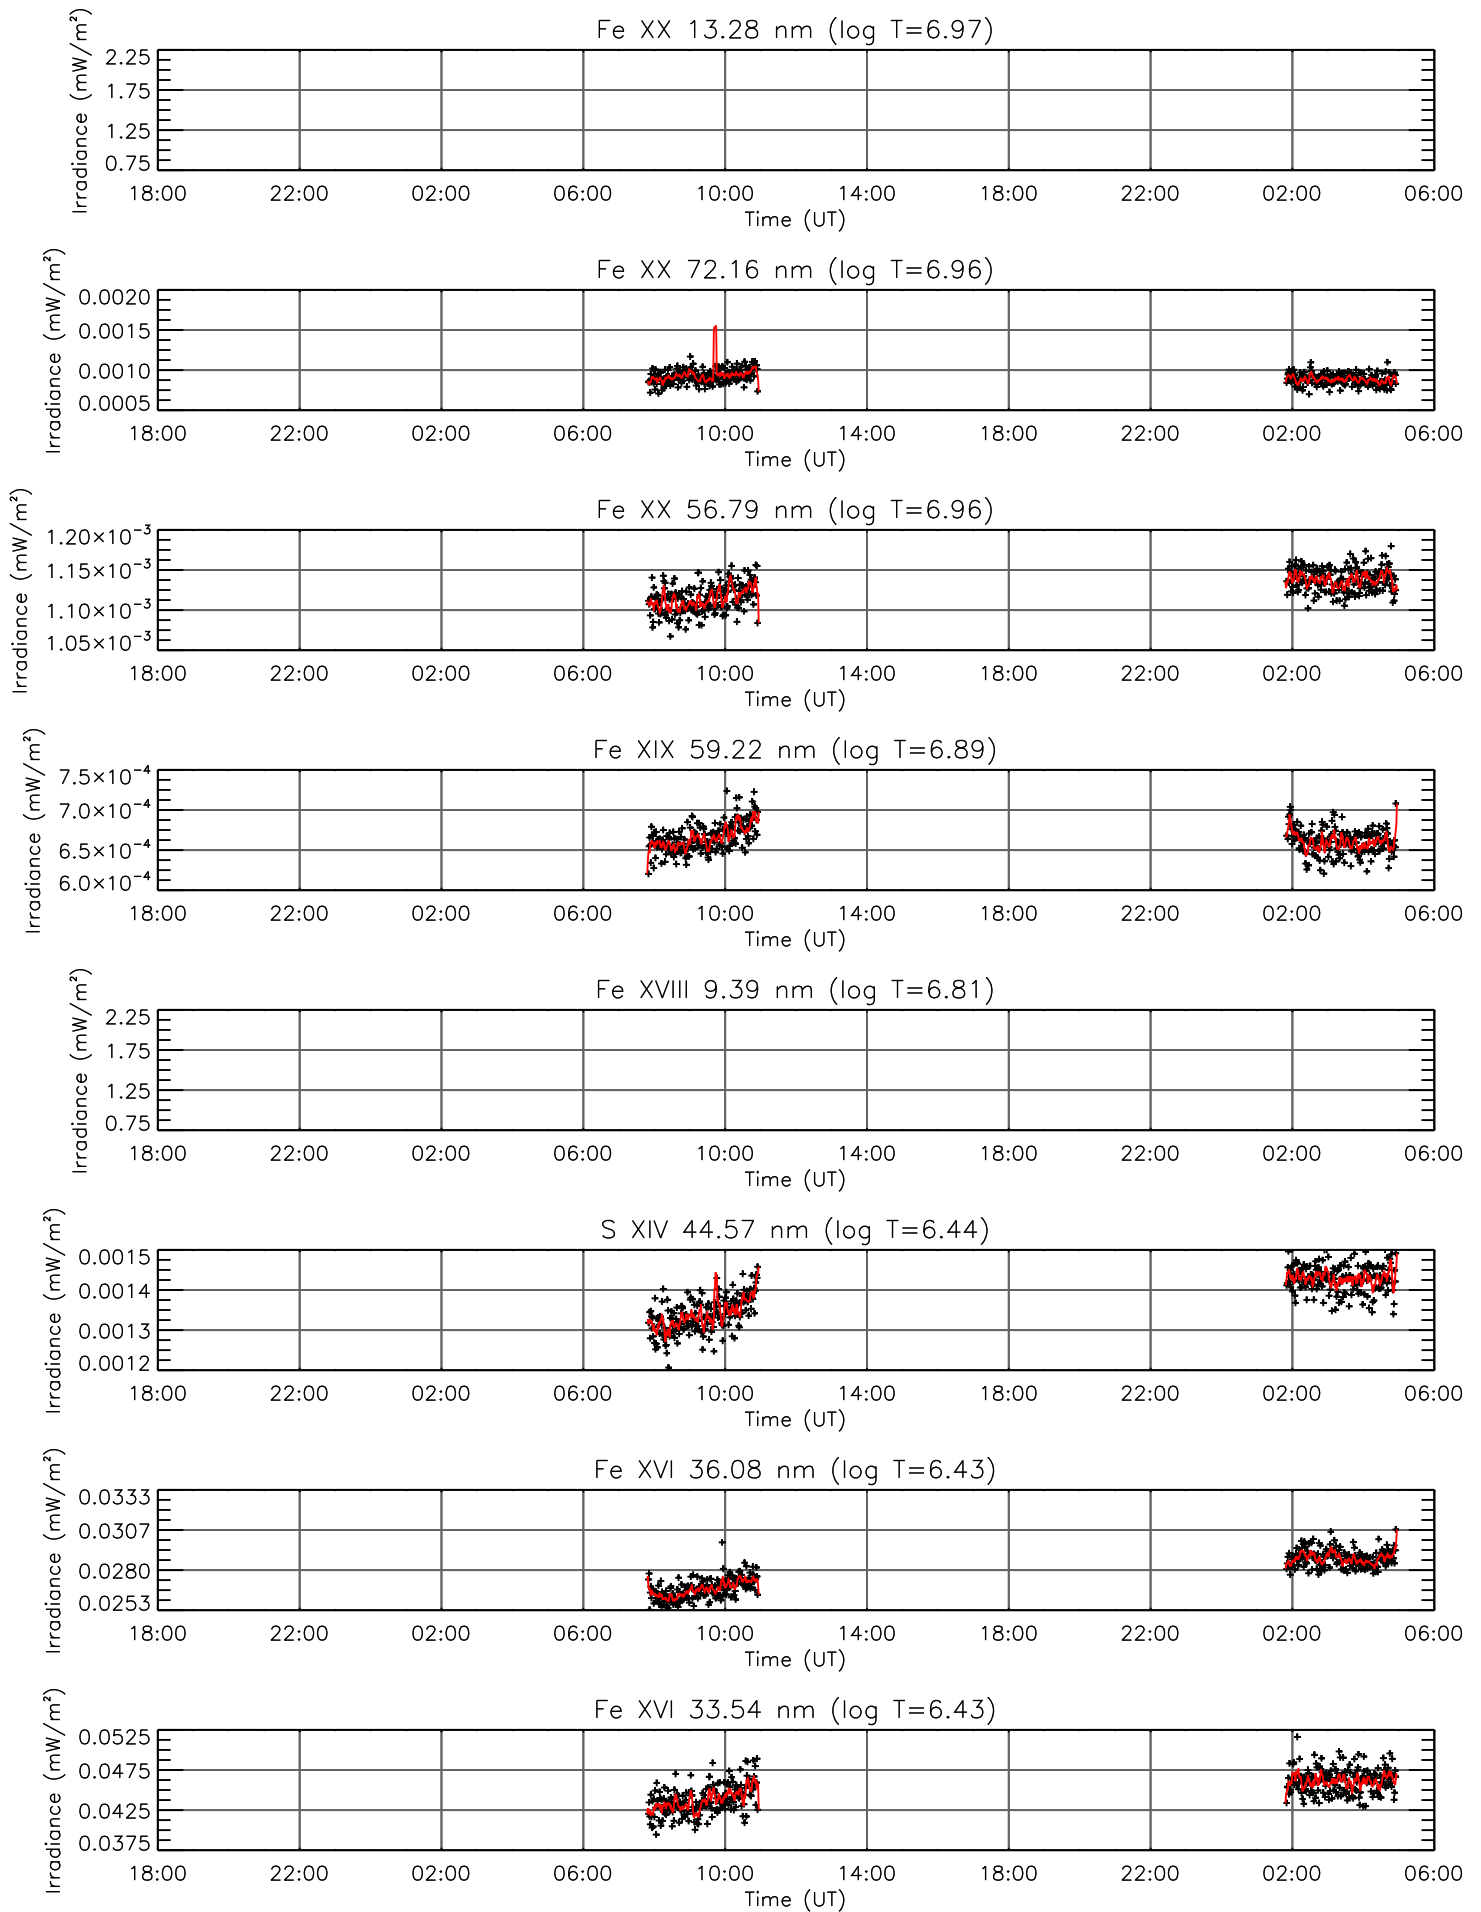 Fe XX 13.28 nm (log T=6.97)
Irradiance (mW/m²)
2.25
1.75
1.25
0.75
18:00 22:00 02:00 06:00 10:00 14:00 18:00 22:00 02:00 06:00
Time (UT)
Fe XX 72.16 nm (log T=6.96)
Irradiance (mW/m²)
0.0020
0.0015
0.0010
0.0005
18:00 22:00 02:00 06:00 10:00 14:00 18:00 22:00 02:00 06:00
Time (UT)
Fe XX 56.79 nm (log T=6.96)
Irradiance (mW/m²)
1.20×10⁻³
1.15×10⁻³
1.10×10⁻³
1.05×10⁻³
18:00 22:00 02:00 06:00 10:00 14:00 18:00 22:00 02:00 06:00
Time (UT)
Fe XIX 59.22 nm (log T=6.89)
Irradiance (mW/m²)
7.5×10⁻⁴
7.0×10⁻⁴
6.5×10⁻⁴
6.0×10⁻⁴
18:00 22:00 02:00 06:00 10:00 14:00 18:00 22:00 02:00 06:00
Time (UT)
Fe XVIII 9.39 nm (log T=6.81)
Irradiance (mW/m²)
2.25
1.75
1.25
0.75
18:00 22:00 02:00 06:00 10:00 14:00 18:00 22:00 02:00 06:00
Time (UT)
S XIV 44.57 nm (log T=6.44)
Irradiance (mW/m²)
0.0015
0.0014
0.0013
0.0012
18:00 22:00 02:00 06:00 10:00 14:00 18:00 22:00 02:00 06:00
Time (UT)
Fe XVI 36.08 nm (log T=6.43)
Irradiance (mW/m²)
0.0333
0.0307
0.0280
0.0253
18:00 22:00 02:00 06:00 10:00 14:00 18:00 22:00 02:00 06:00
Time (UT)
Fe XVI 33.54 nm (log T=6.43)
Irradiance (mW/m²)
0.0525
0.0475
0.0425
0.0375
18:00 22:00 02:00 06:00 10:00 14:00 18:00 22:00 02:00 06:00
Time (UT)